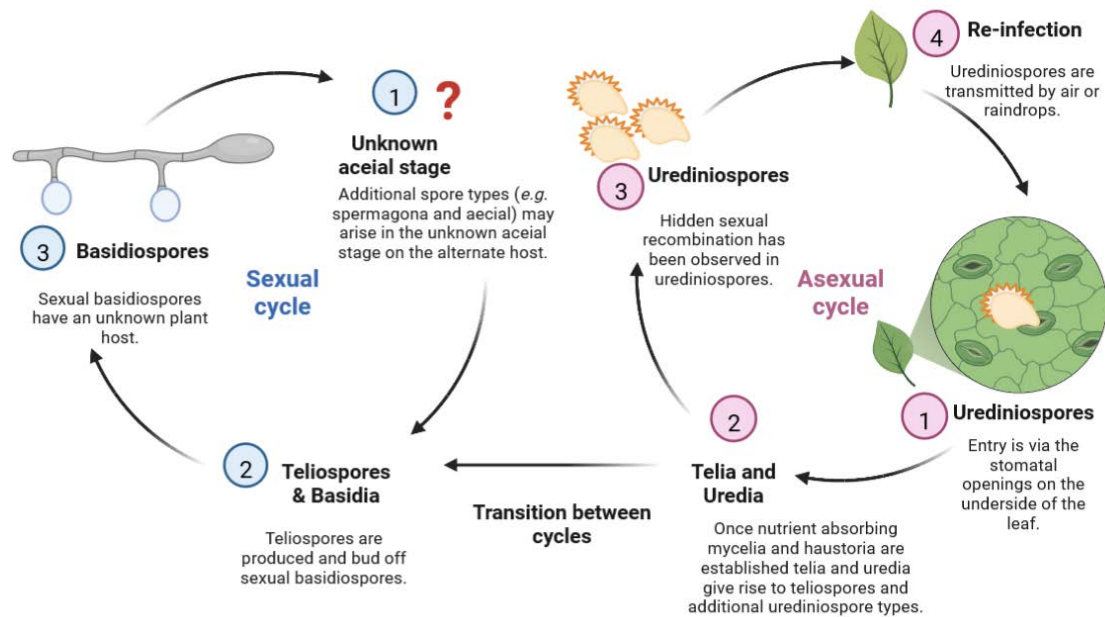 1
?
Unknown
aceial stage
Additional spore types (e.g.
spermagona and aecial) may
arise in the unknown aceial
stage on the alternate host.
3
Basidiospores
Sexual basidiospores
have an unknown plant
host.
Sexual
cycle
2
Teliospores
& Basidia
Teliospores are
produced and bud off
sexual basidiospores.
Transition between
cycles
4
Re-infection
Urediniospores are
transmitted by air or
raindrops.
3
Urediniospores
Hidden sexual
recombination has
been observed in
urediniospores.
Asexual
cycle
1
Urediniospores
Entry is via the
stomatal
openings on the
underside of the
leaf.
2
Telia and
Uredia
Once nutrient absorbing
mycelia and haustoria are
established telia and uredia
give rise to teliospores and
additional urediniospore types.